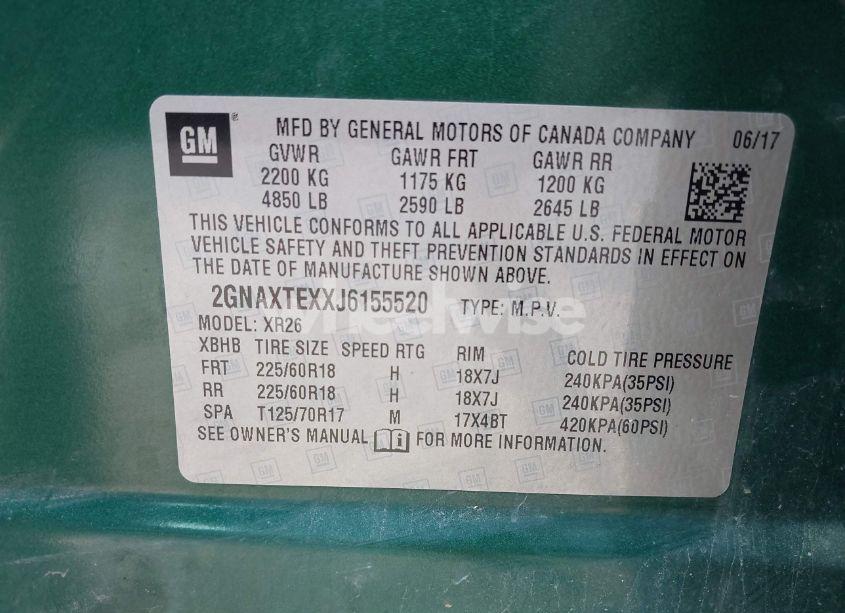 GM
MFD BY GENERAL MOTORS OF CANADA COMPANY 06/17
GVWR GAWR FRT GAWR RR
2200 KG 1175 KG 1200 KG
4850 LB 2590 LB 2645 LB
THIS VEHICLE CONFORMS TO ALL APPLICABLE U.S. FEDERAL MOTOR
VEHICLE SAFETY AND THEFT PREVENTION STANDARDS IN EFFECT ON
THE DATE OF MANUFACTURE SHOWN ABOVE.
2GNAXTEXXJ6155520 TYPE: M.P.V.
MODEL: XR26
XBHB TIRE SIZE SPEED RTG RIM COLD TIRE PRESSURE
FRT 225/60R18 H 18X7J 240KPA(35PSI)
RR 225/60R18 H 18X7J 240KPA(35PSI)
SPA T125/70R17 M 17X4BT 420KPA(60PSI)
SEE OWNER'S MANUAL FOR MORE INFORMATION.